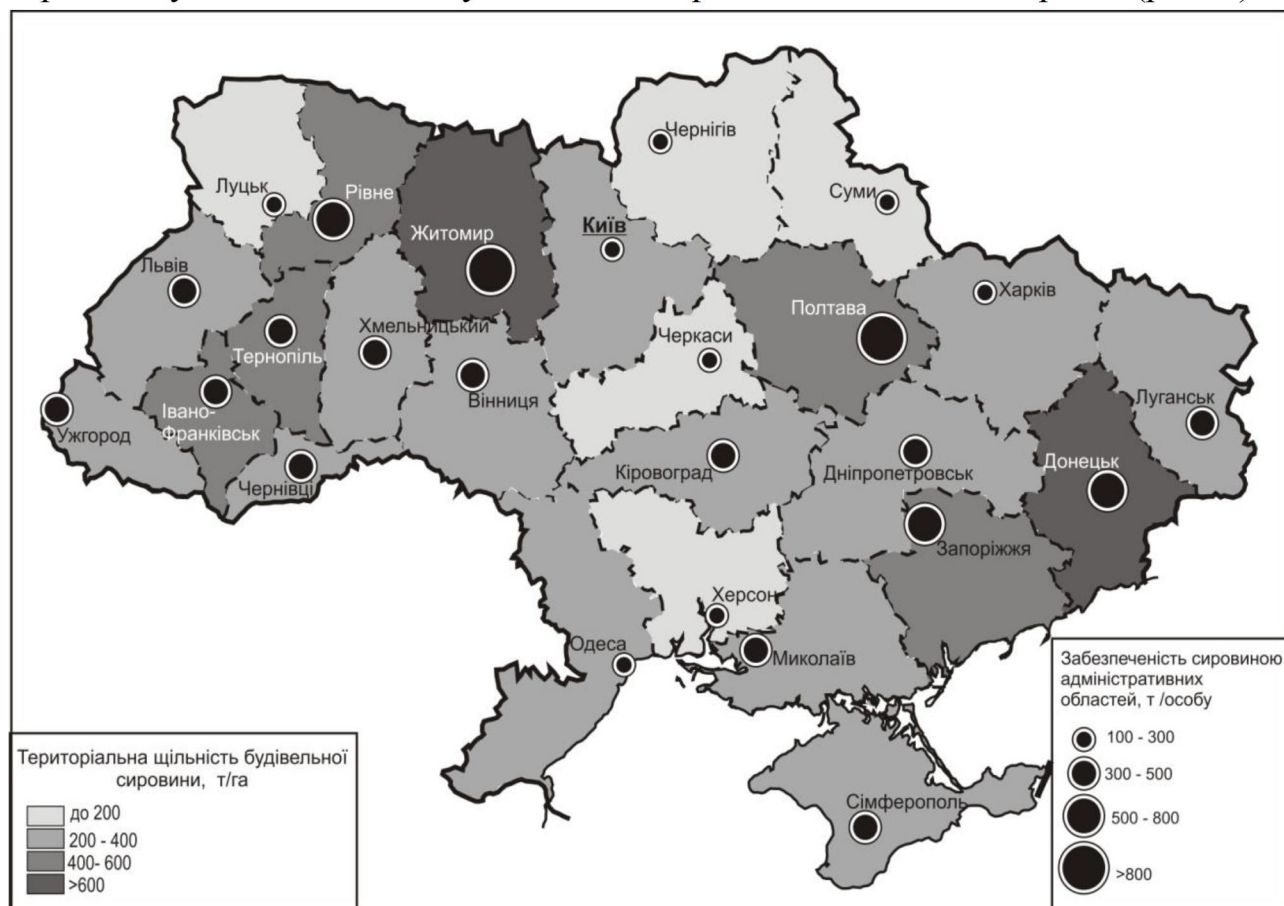 Чернігів
Суми
Луцьк
Рівне
Київ
Житомир
Львів
Харків
Полтава
Хмельницький
Черкаси
Тернопіль
Вінниця
Луганськ
Івано-
Франківськ
Ужгород
Кіровоград
Дніпропетровськ
Донецьк
Чернівці
Запоріжжя
Херсон
Одеса
Миколаїв
Сімферополь
Забезпеченість сировиною
адміністративних
областей, т /особу
100 - 300
300 - 500
500 - 800
>800
Територіальна щільність будівельної
сировини, т/га
до 200
200 - 400
400- 600
>600